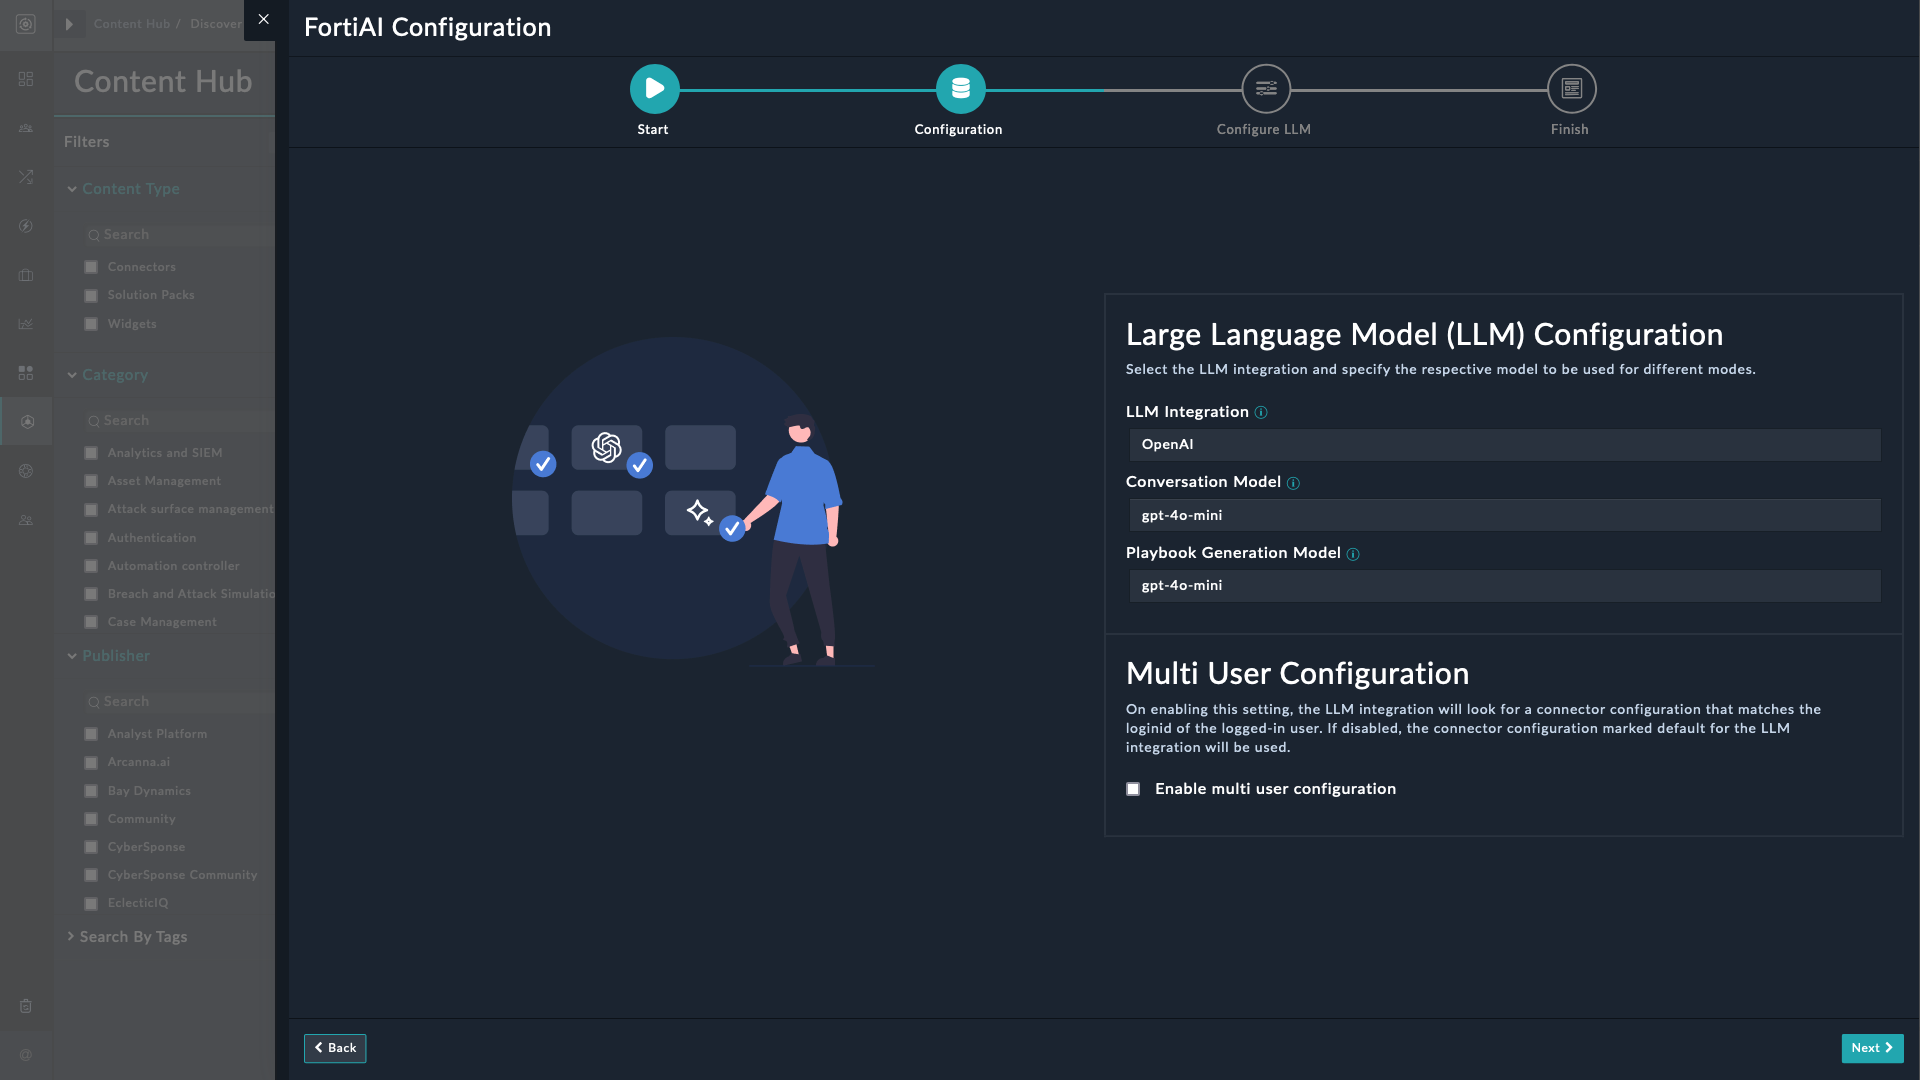 Content Hub / Discover
FortiAI Configuration
Content Hub
Start
Configuration
Configure LLM
Finish
Filters
Content Type
Search
Connectors
Solution Packs
Widgets
Category
Search
Analytics and SIEM
Asset Management
Attack surface management
Authentication
Automation controller
Breach and Attack Simulatio
Case Management
Publisher
Search
Analyst Platform
Arcanna.ai
Bay Dynamics
Community
CyberSponse
CyberSponse Community
EclecticIQ
Search By Tags
Large Language Model (LLM) Configuration
Select the LLM integration and specify the respective model to be used for different modes.
LLM Integration
OpenAI
Conversation Model
gpt-4o-mini
Playbook Generation Model
gpt-4o-mini
Multi User Configuration
On enabling this setting, the LLM integration will look for a connector configuration that matches the
loginid of the logged-in user. If disabled, the connector configuration marked default for the LLM
integration will be used.
Enable multi user configuration
Back
Next